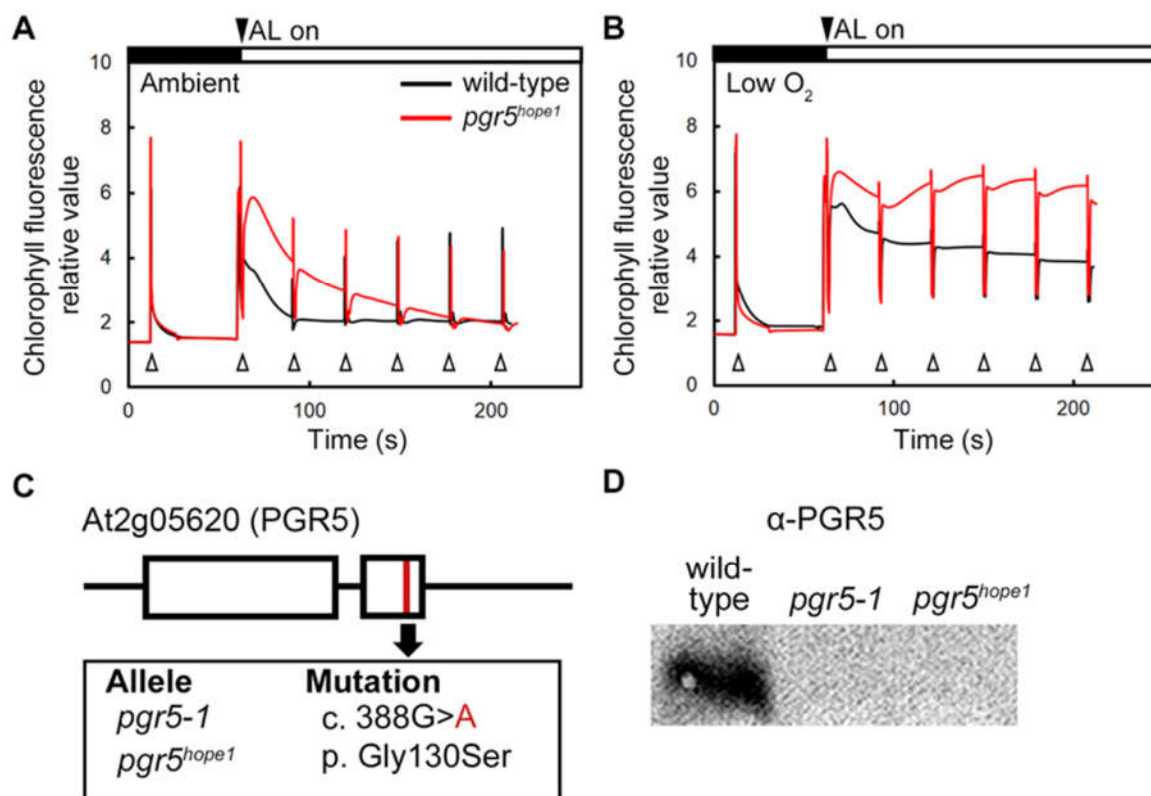 A
AL on
Ambient
wild-type
pgr5hope1
Chlorophyll fluorescence
relative value
10
8
6
4
2
0
0
100
200
Time (s)
B
AL on
Low O2
Chlorophyll fluorescence
relative value
10
8
6
4
2
0
0
100
200
Time (s)
C
At2g05620 (PGR5)
Allele Mutation
pgr5-1 c. 388G>A
pgr5hope1 p. Gly130Ser
D
α-PGR5
wild-
type pgr5-1 pgr5hope1